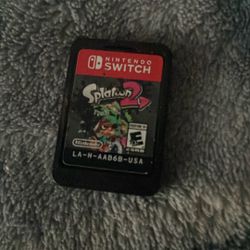 NINTENDO
SWITCH
Splatoon
2
E
Nintendo
LA-H-AAB6B-USA